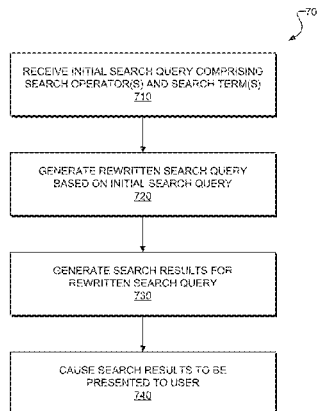 70
RECEIVE INITIAL SEARCH QUERY COMPRISING
SEARCH OPERATOR(S) AND SEARCH TERM(S)
710
GENERATE REWRITTEN SEARCH QUERY
BASED ON INITIAL SEARCH QUERY
720
GENERATE SEARCH RESULTS FOR
REWRITTEN SEARCH QUERY
730
CAUSE SEARCH RESULTS TO BE
PRESENTED TO USER
740